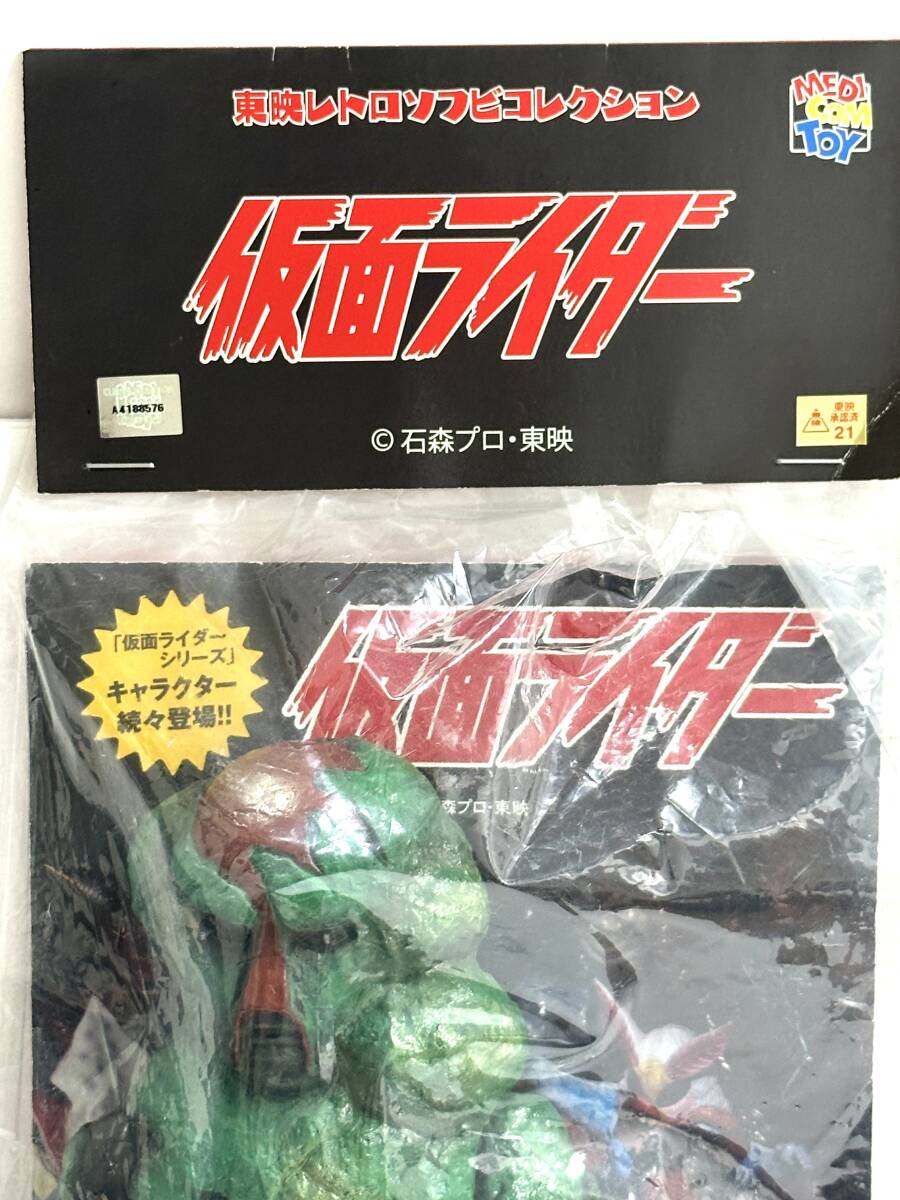 東映レトロソフビコレクション
MEDI
COM
TOY
仮面ライダー
A4188576
© 石森プロ・東映
東映
承認済
21
「仮面ライダー
シリーズ」
キャラクター
続々登場!!
仮面ライダー
森プロ・東映